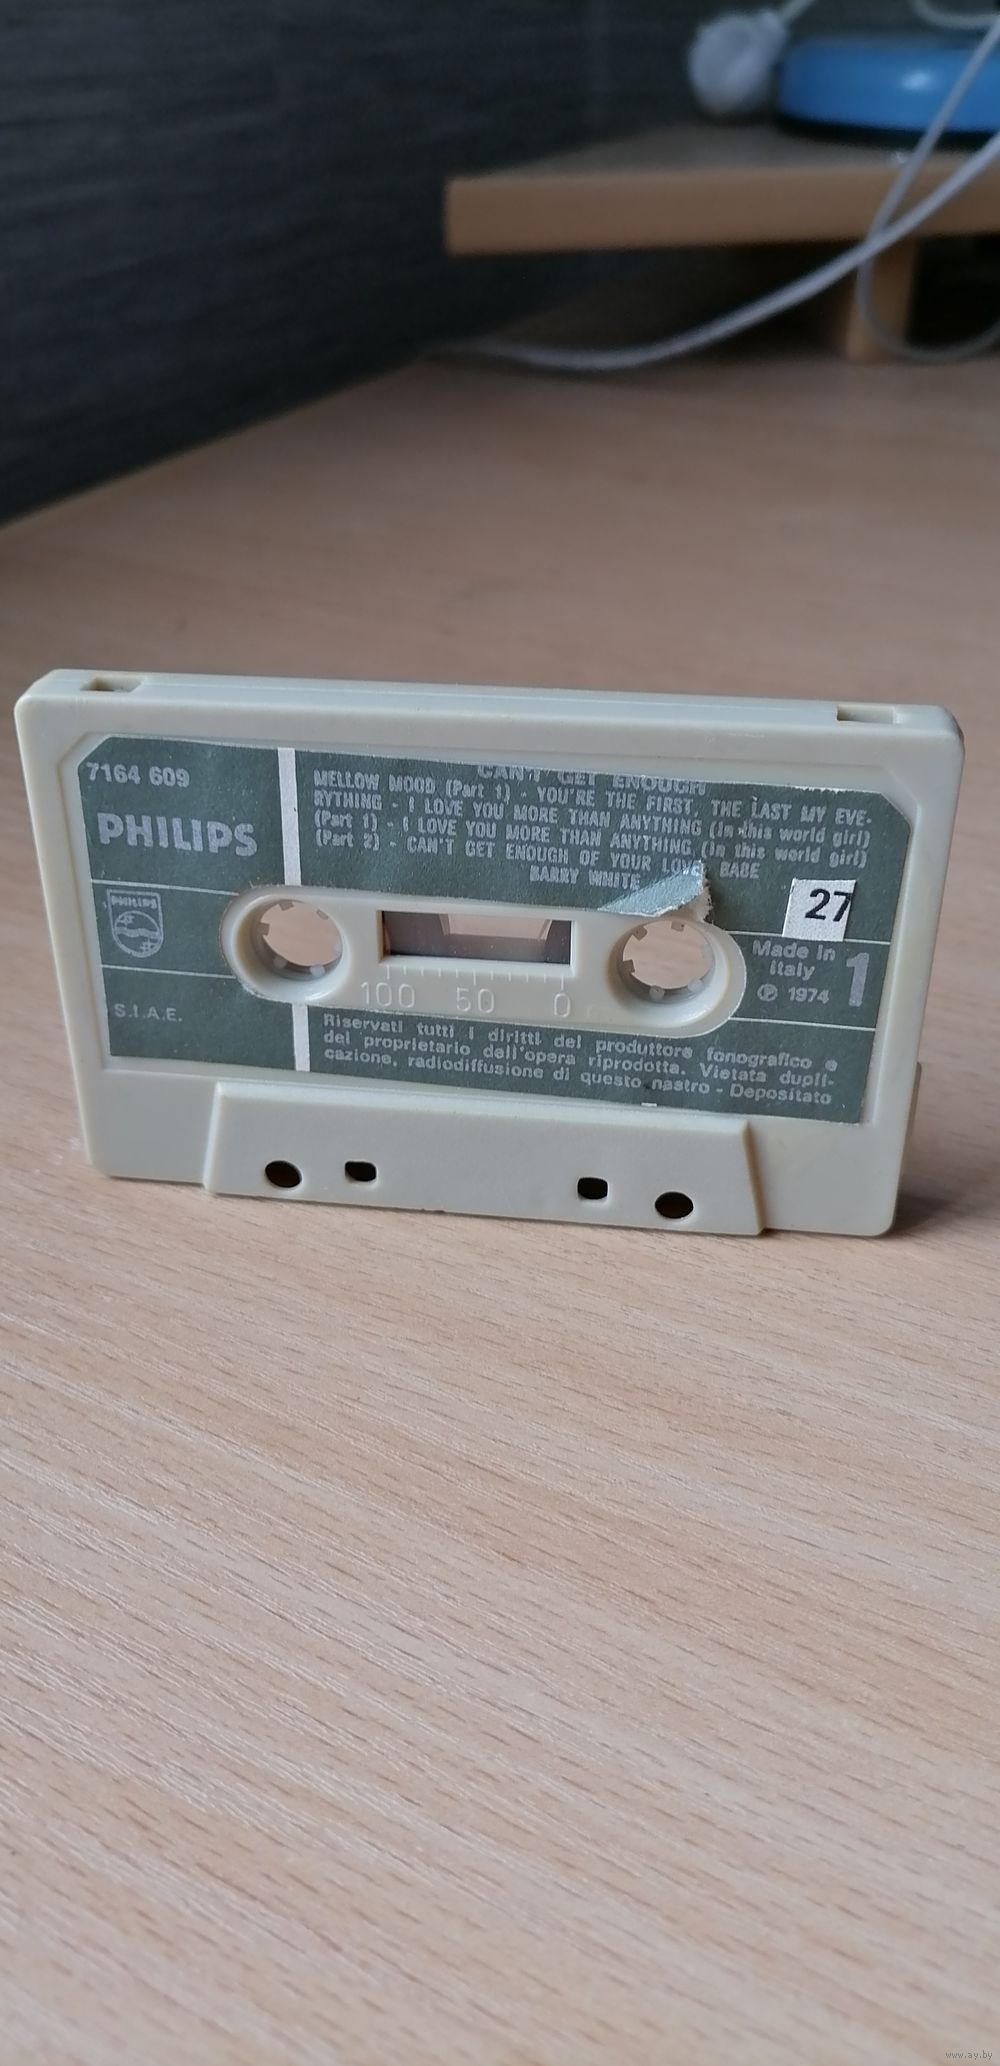 7164 609
PHILIPS
PHILIPS
S.I.A.E.
CAN'T GET ENOUGH
MELLOW MOOD (Part 1) - YOU'RE THE FIRST, THE LAST MY EVE-
RYTHING - I LOVE YOU MORE THAN ANYTHING (In this world girl)
(Part 1) - I LOVE YOU MORE THAN ANYTHING (In this world girl)
(Part 2) - CAN'T GET ENOUGH OF YOUR LOVE BABE
BARRY WHITE
27
Made in
Italy
1
℗ 1974
100 50 0
Riservati tutti i diritti del produttore fonografico e
del proprietario dell'opera riprodotta. Vietata dupli-
cazione, radiodiffusione di questo nastro - Depositato
www.ay.by